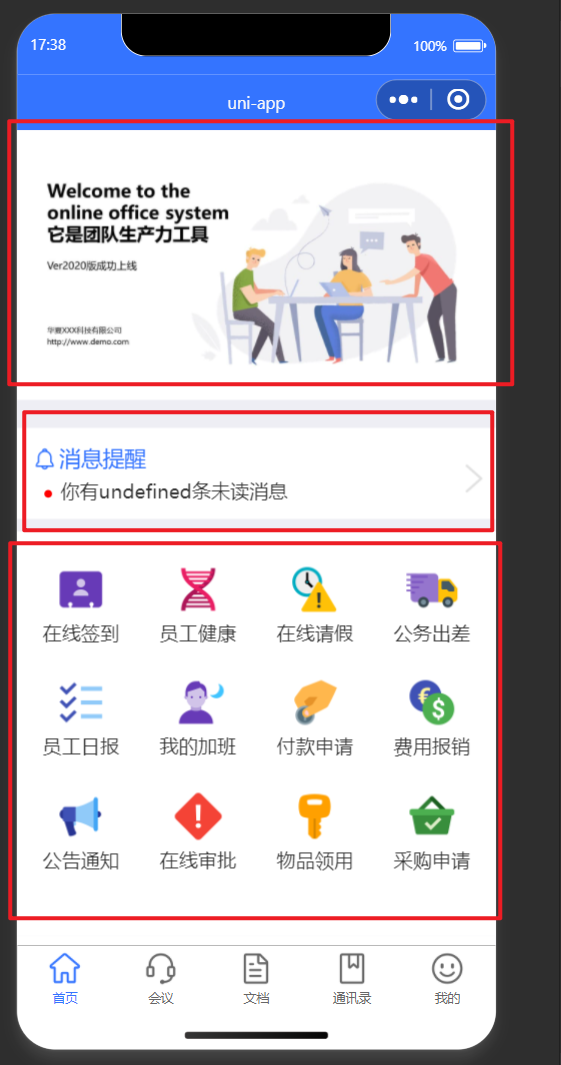 17:38
100%
uni-app
Welcome to the
online office system
它是团队生产力工具
Ver2020版成功上线
华夏XXX科技有限公司
http://www.demo.com
消息提醒
你有undefined条未读消息
在线签到 员工健康 在线请假 公务出差
员工日报 我的加班 付款申请 费用报销
公告通知 在线审批 物品领用 采购申请
首页 会议 文档 通讯录 我的